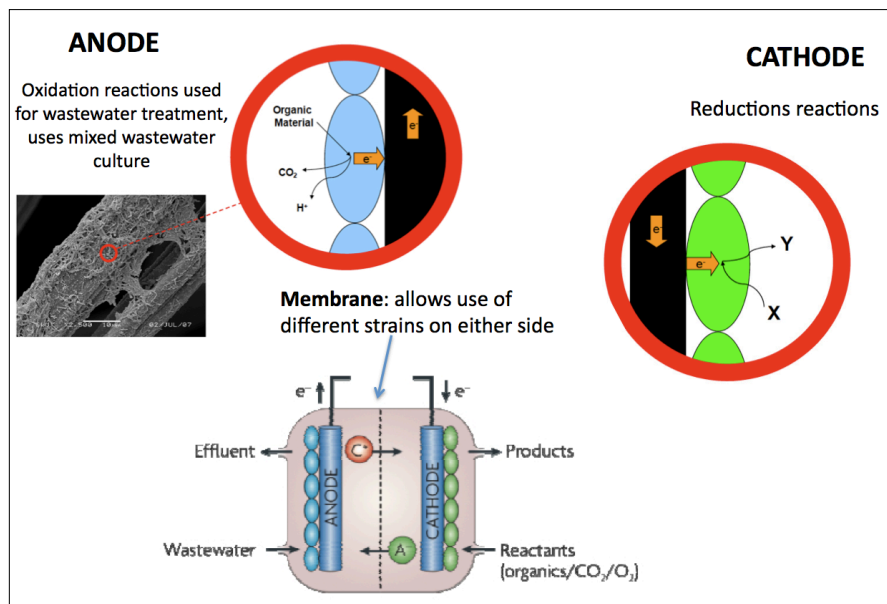 ANODE
Oxidation reactions used
for wastewater treatment,
uses mixed wastewater
culture
Organic
Material
e-
e-
CO₂
H⁺
CATHODE
Reductions reactions
e-
e-
Y
X
10µm
02/JUL/07
Membrane: allows use of
different strains on either side
e⁻
e⁻
Effluent
C⁺
Products
ANODE
CATHODE
Wastewater
A⁻
Reactants
(organics/CO₂/O₂)